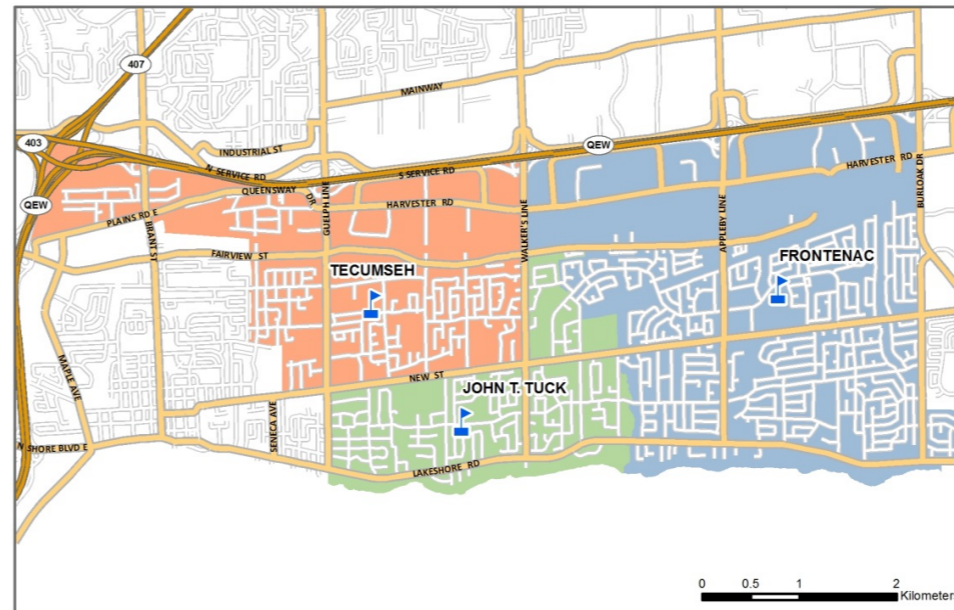 407
MAINWAY
403
INDUSTRIAL ST
QEW
N SERVICE RD
S SERVICE RD
HARVESTER RD
QUEENSWAY DR
HARVESTER RD
QEW
PLAINS RD E
GUELPH LINE
WALKER'S LINE
APPLEBY LINE
BURLOAK DR
BRANT ST
FAIRVIEW ST
TECUMSEH
FRONTENAC
MAPLE AVE
NEW ST
JOHN T. TUCK
SENECA AVE
N SHORE BLVD E
LAKESHORE RD
0 0.5 1 2
Kilometers